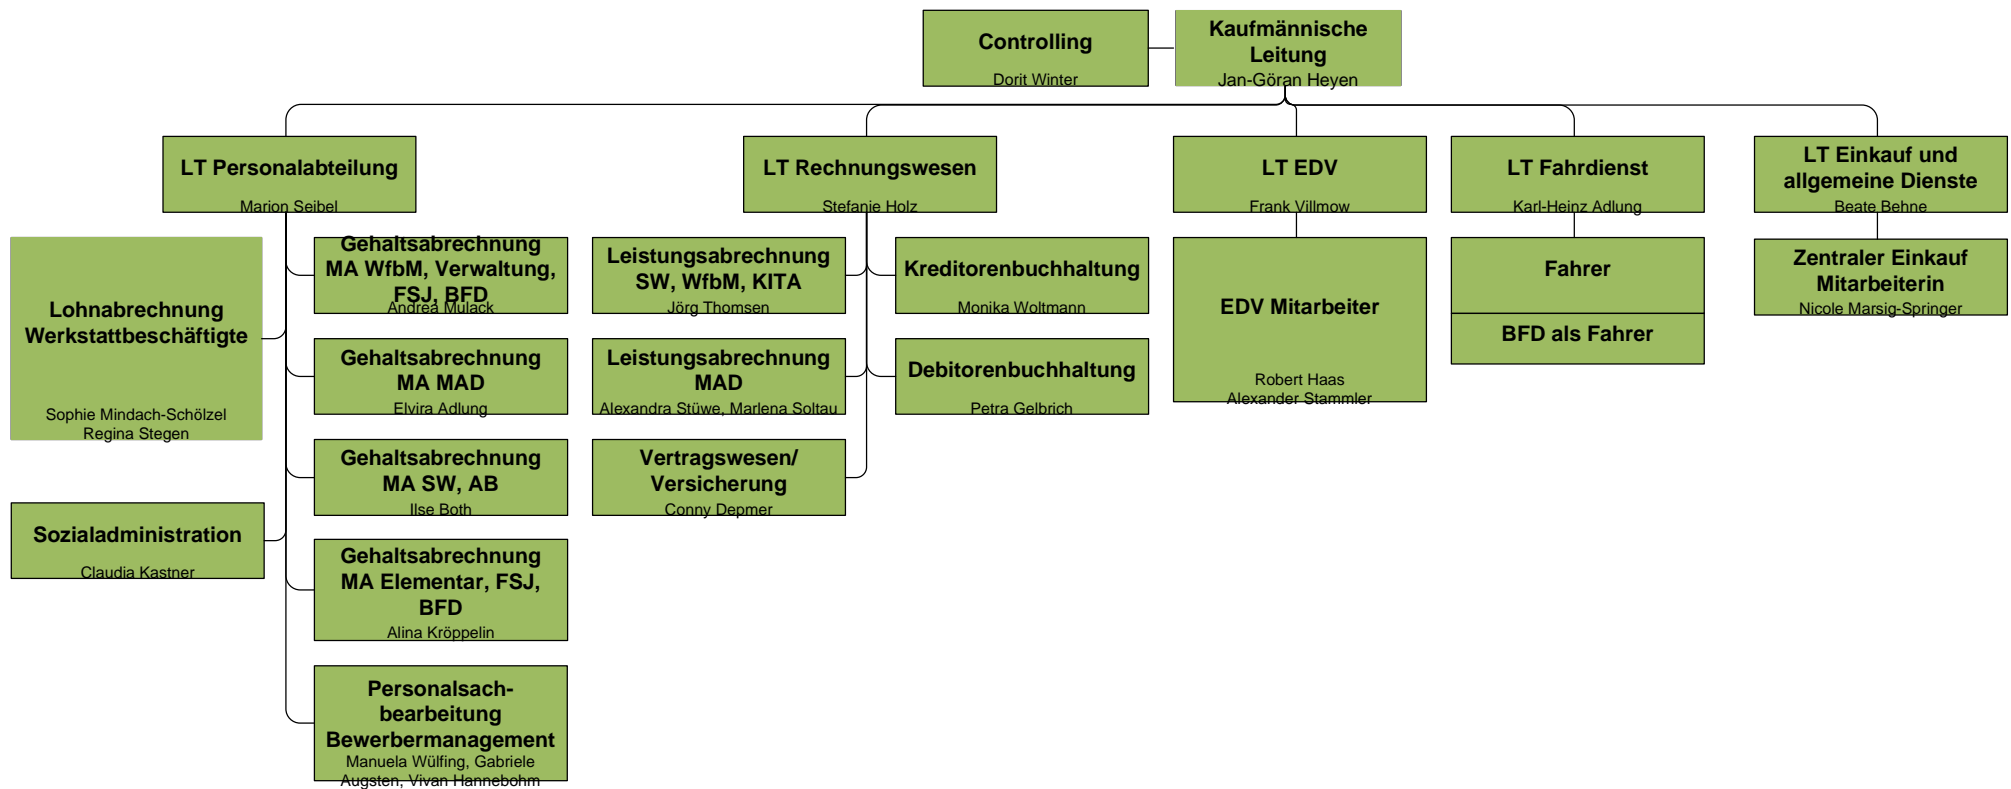 Controlling
Dorit Winter
Kaufmännische
Leitung
Jan-Göran Heyen
LT Personalabteilung
Marion Seibel
LT Rechnungswesen
Stefanie Holz
LT EDV
Frank Villmow
LT Fahrdienst
Karl-Heinz Adlung
LT Einkauf und
allgemeine Dienste
Beate Behne
Lohnabrechnung
Werkstattbeschäftigte
Sophie Mindach-Schölzel
Regina Stegen
Sozialadministration
Claudia Kastner
Gehaltsabrechnung
MA WfbM, Verwaltung,
FSJ, BFD
Andrea Mulack
Gehaltsabrechnung
MA MAD
Elvira Adlung
Gehaltsabrechnung
MA SW, AB
Ilse Both
Gehaltsabrechnung
MA Elementar, FSJ,
BFD
Alina Kröppelin
Personalsach-
bearbeitung
Bewerbermanagement
Manuela Wülfing, Gabriele
Augsten, Vivan Hannebohm
Leistungsabrechnung
SW, WfbM, KITA
Jörg Thomsen
Leistungsabrechnung
MAD
Alexandra Stüwe, Marlena Soltau
Vertragswesen/
Versicherung
Conny Depmer
Kreditorenbuchhaltung
Monika Woltmann
Debitorenbuchhaltung
Petra Gelbrich
EDV Mitarbeiter
Robert Haas
Alexander Stammler
Fahrer
BFD als Fahrer
Zentraler Einkauf
Mitarbeiterin
Nicole Marsig-Springer